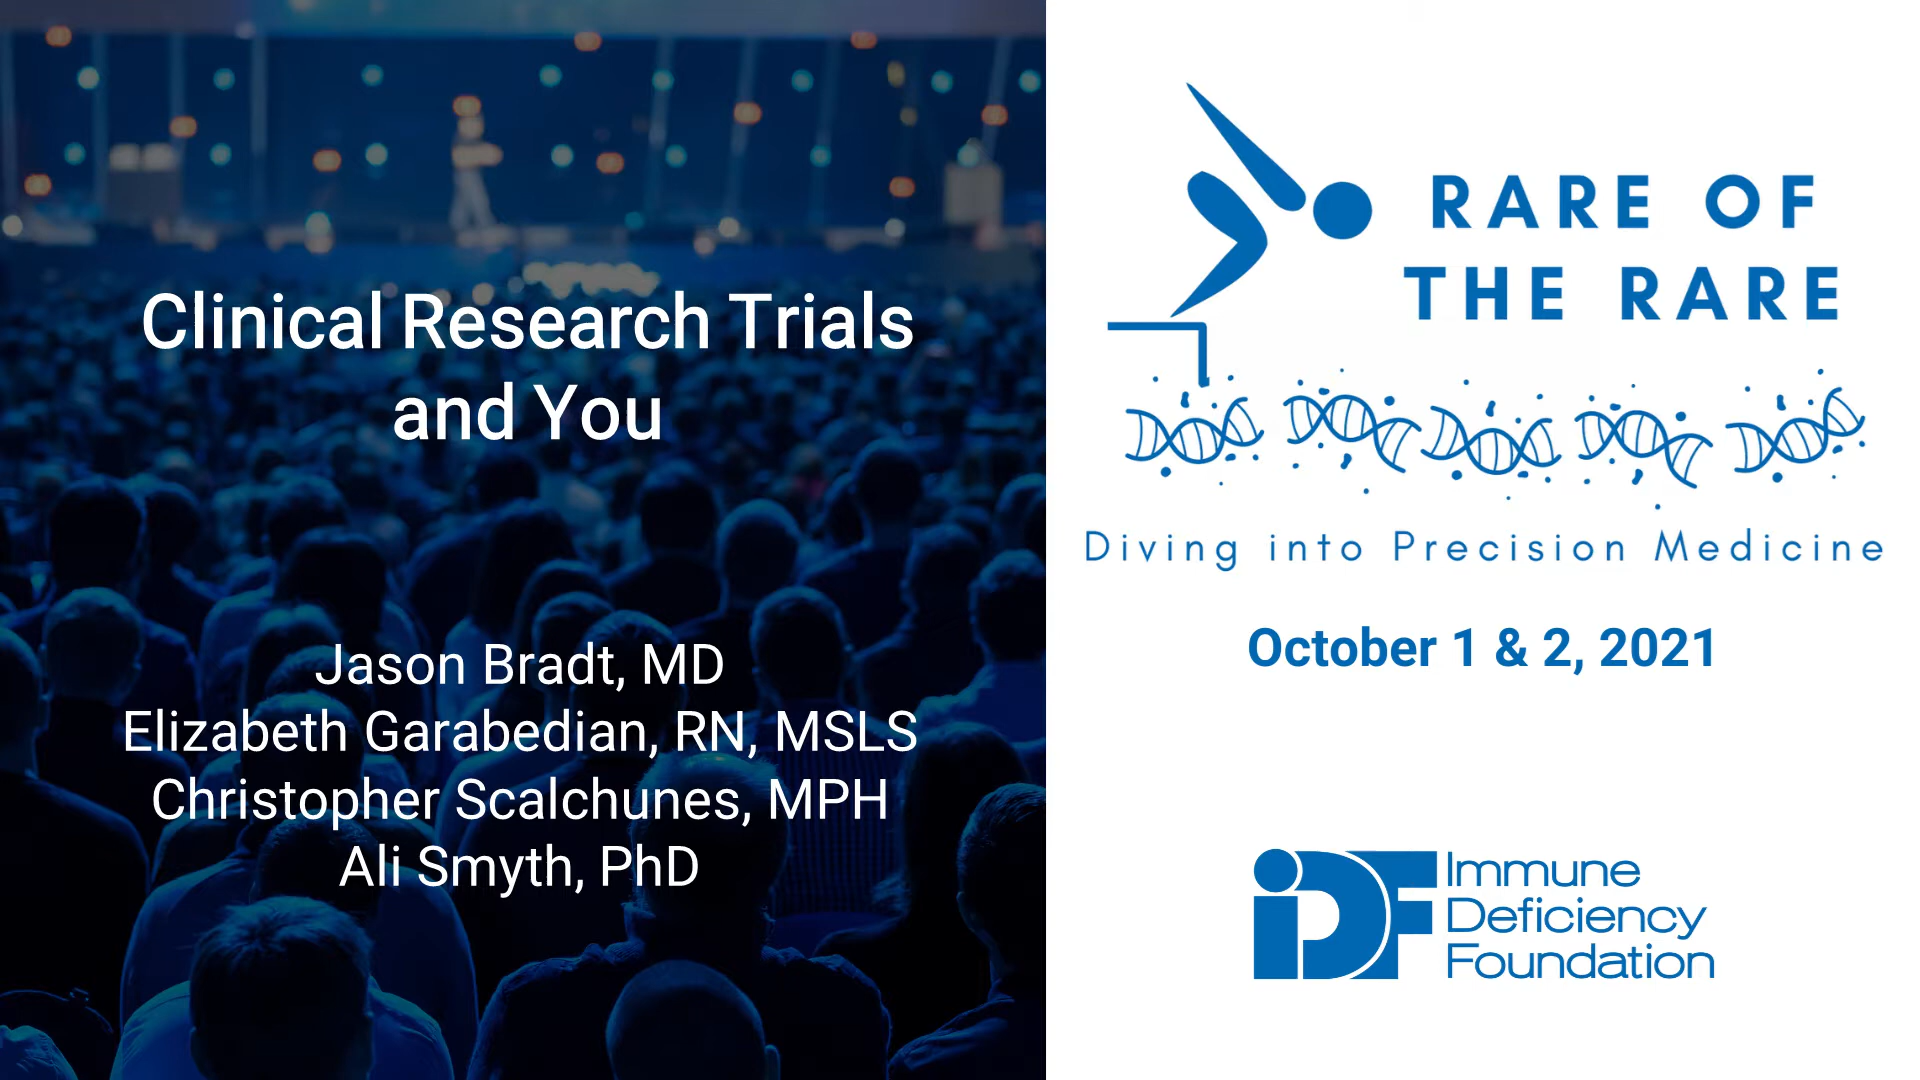 Clinical Research Trials
and You
Jason Bradt, MD
Elizabeth Garabedian, RN, MSLS
Christopher Scalchunes, MPH
Ali Smyth, PhD
RARE OF
THE RARE
Diving into Precision Medicine
October 1 & 2, 2021
iDF
Immune
Deficiency
Foundation